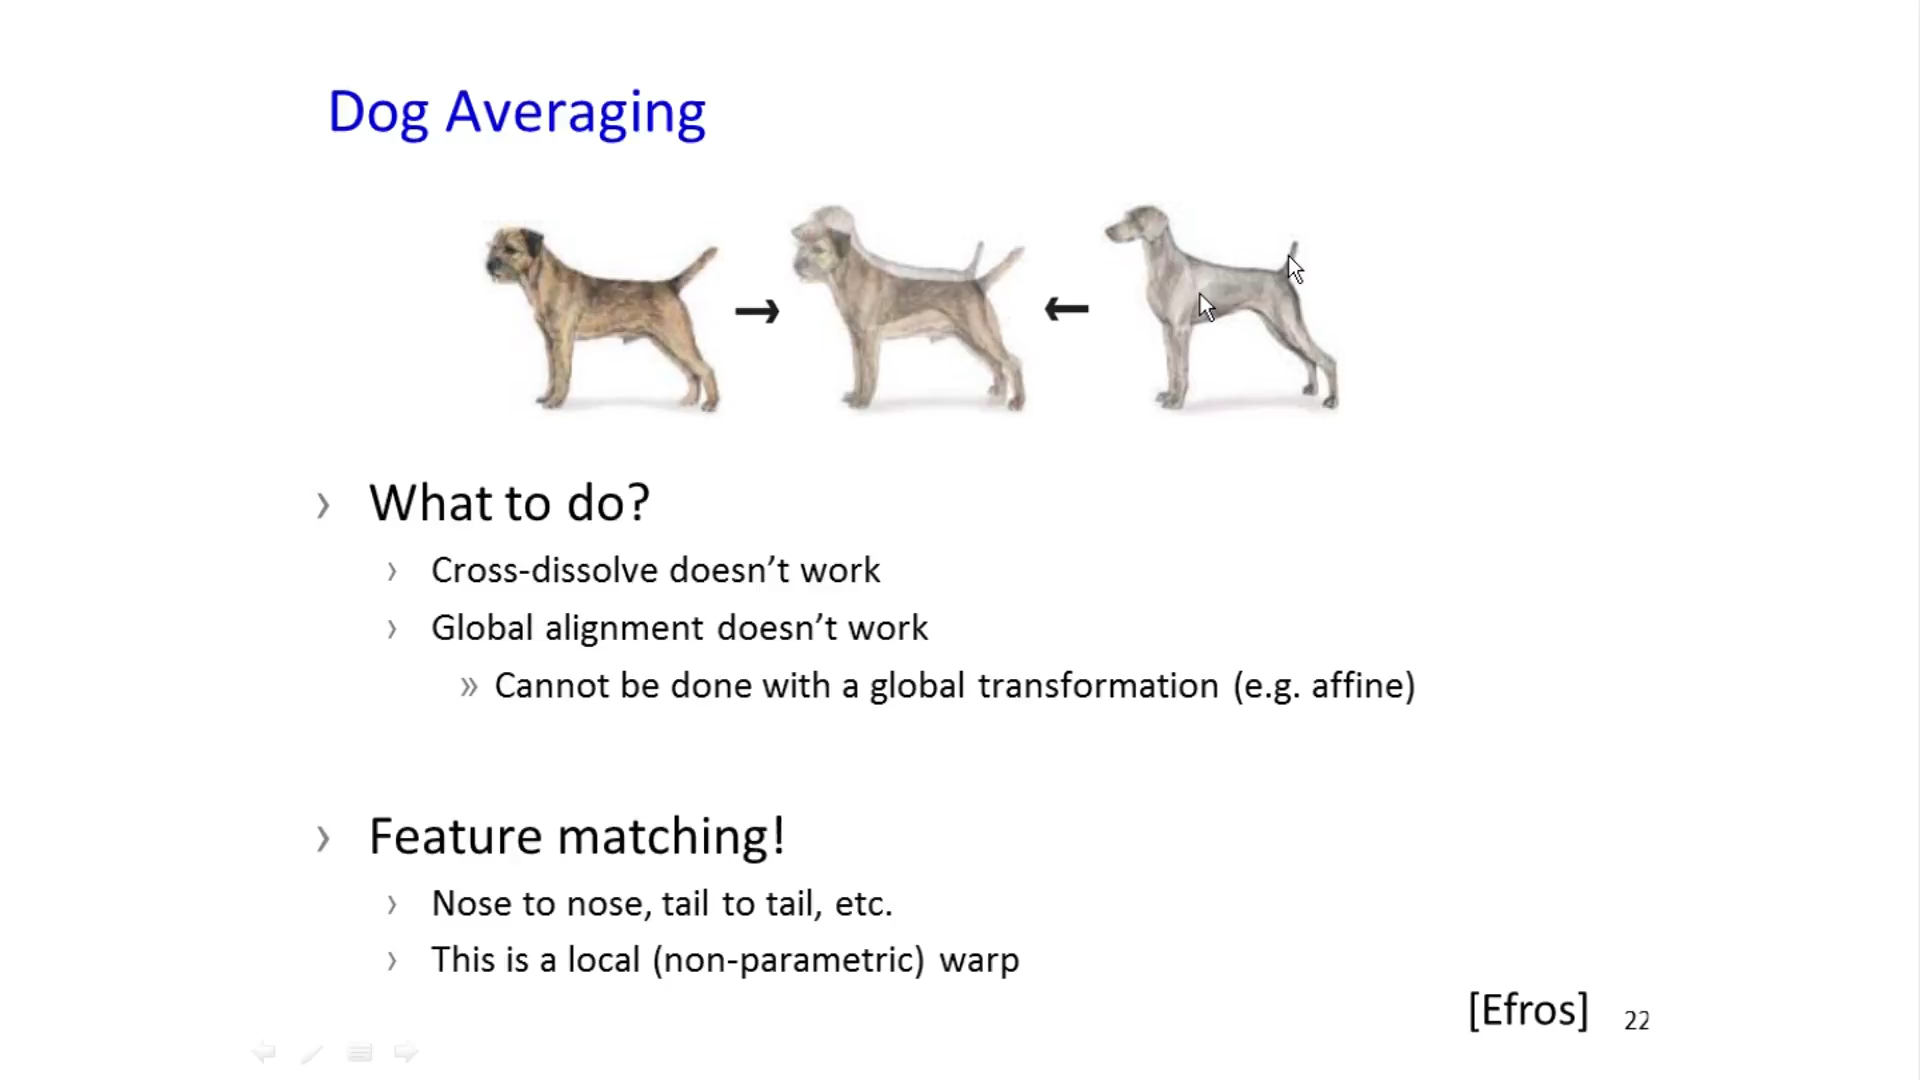 Dog Averaging
What to do?
Cross-dissolve doesn’t work
Global alignment doesn’t work
Cannot be done with a global transformation (e.g. affine)
Feature matching!
Nose to nose, tail to tail, etc.
This is a local (non-parametric) warp
[Efros]
22